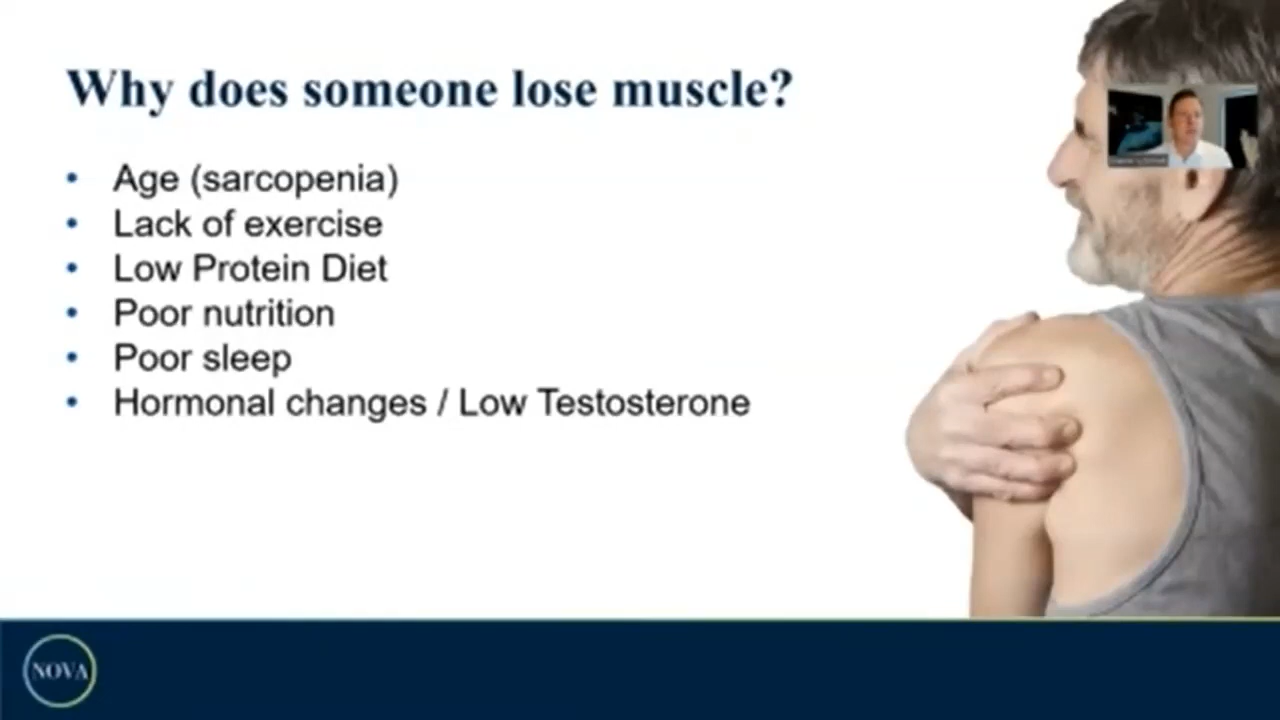 Why does someone lose muscle?
• Age (sarcopenia)
• Lack of exercise
• Low Protein Diet
• Poor nutrition
• Poor sleep
• Hormonal changes / Low Testosterone
NOVA